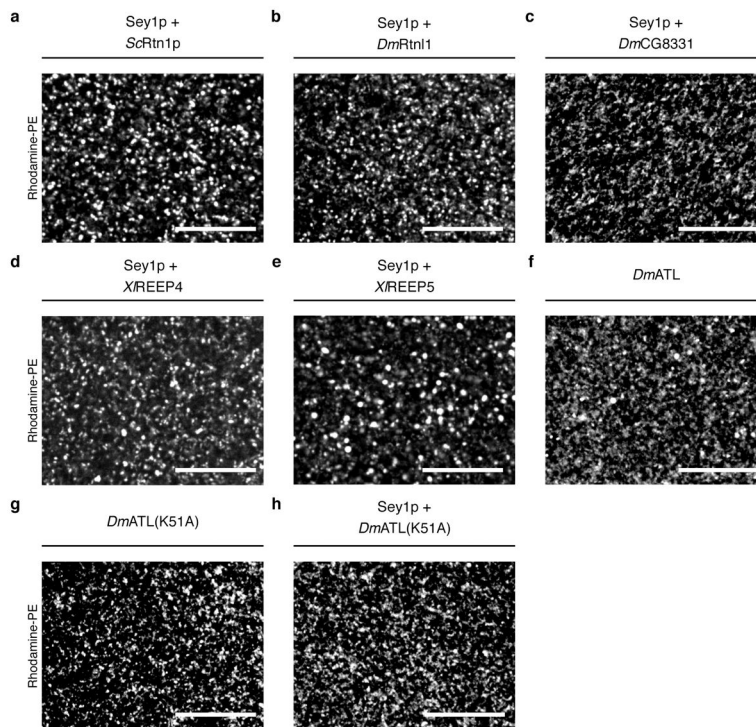 a
Sey1p +
ScRtn1p
b
Sey1p +
DmRtnl1
c
Sey1p +
DmCG8331
Rhodamine-PE
d
Sey1p +
XlREEP4
e
Sey1p +
XlREEP5
f
DmATL
Rhodamine-PE
g
DmATL(K51A)
h
Sey1p +
DmATL(K51A)
Rhodamine-PE